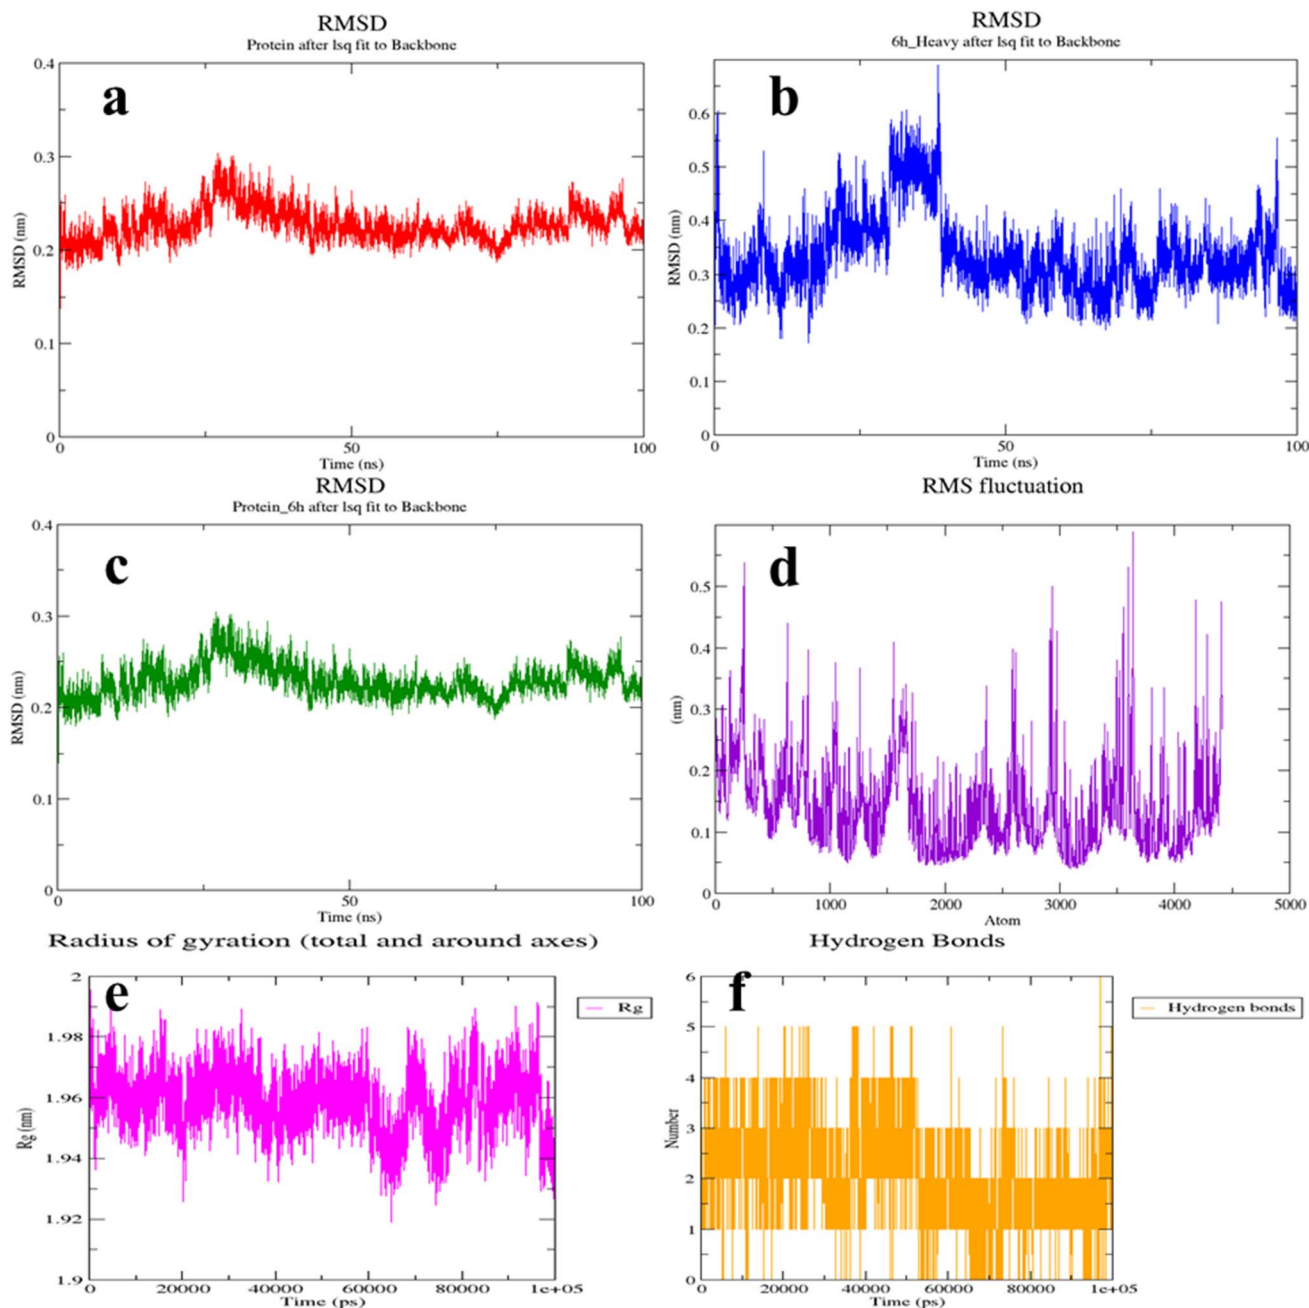 RMSD
Protein after lsq fit to Backbone
a
0.4
0.3
0.2
0.1
0
RMSD (nm)
0
50
100
Time (ns)
RMSD
6h_Heavy after lsq fit to Backbone
b
0.6
0.5
0.4
0.3
0.2
0.1
0
RMSD (nm)
0
50
100
Time (ns)
RMSD
Protein_6h after lsq fit to Backbone
c
0.4
0.3
0.2
0.1
0
RMSD (nm)
0
50
100
Time (ns)
RMS fluctuation
d
0.5
0.4
0.3
0.2
0.1
0
(nm)
0
1000
2000
3000
4000
5000
Atom
Radius of gyration (total and around axes)
e
2
1.98
1.96
1.94
1.92
1.9
Rg (nm)
0
20000
40000
60000
80000
1e+05
Time (ps)
Rg
Hydrogen Bonds
f
6
5
4
3
2
1
0
Number
0
20000
40000
60000
80000
1e+05
Time (ps)
Hydrogen bonds